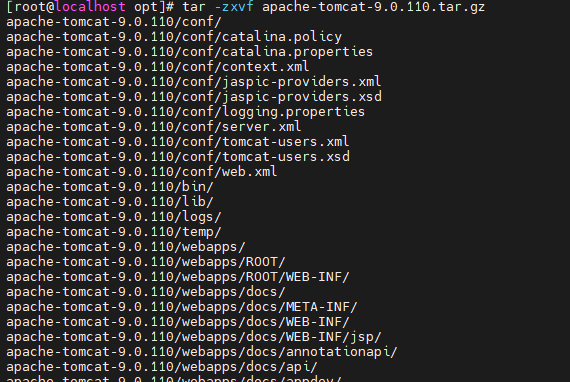 [root@localhost opt]# tar -zxvf apache-tomcat-9.0.110.tar.gz
apache-tomcat-9.0.110/conf/
apache-tomcat-9.0.110/conf/catalina.policy
apache-tomcat-9.0.110/conf/catalina.properties
apache-tomcat-9.0.110/conf/context.xml
apache-tomcat-9.0.110/conf/jaspic-providers.xml
apache-tomcat-9.0.110/conf/jaspic-providers.xsd
apache-tomcat-9.0.110/conf/logging.properties
apache-tomcat-9.0.110/conf/server.xml
apache-tomcat-9.0.110/conf/tomcat-users.xml
apache-tomcat-9.0.110/conf/tomcat-users.xsd
apache-tomcat-9.0.110/conf/web.xml
apache-tomcat-9.0.110/bin/
apache-tomcat-9.0.110/lib/
apache-tomcat-9.0.110/logs/
apache-tomcat-9.0.110/temp/
apache-tomcat-9.0.110/webapps/
apache-tomcat-9.0.110/webapps/ROOT/
apache-tomcat-9.0.110/webapps/ROOT/WEB-INF/
apache-tomcat-9.0.110/webapps/docs/
apache-tomcat-9.0.110/webapps/docs/META-INF/
apache-tomcat-9.0.110/webapps/docs/WEB-INF/
apache-tomcat-9.0.110/webapps/docs/WEB-INF/jsp/
apache-tomcat-9.0.110/webapps/docs/annotationapi/
apache-tomcat-9.0.110/webapps/docs/api/
apache-tomcat-9.0.110/webapps/docs/appdev/